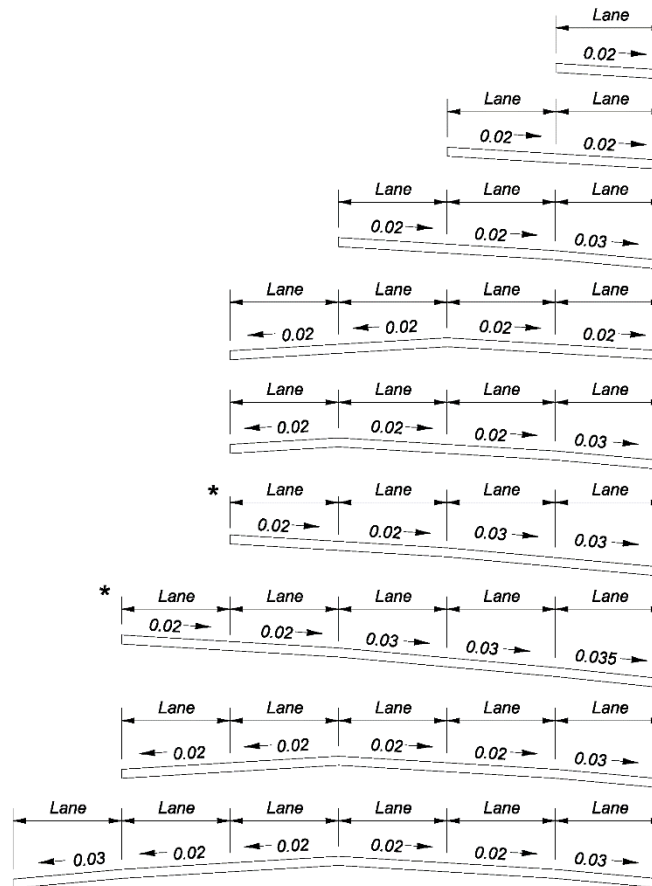 Lane
0.02
Lane Lane
0.02 0.02
Lane Lane Lane
0.02 0.02 0.03
Lane Lane Lane Lane
0.02 0.02 0.02 0.02
Lane Lane Lane Lane
0.02 0.02 0.02 0.03
* Lane Lane Lane Lane
0.02 0.02 0.03 0.03
* Lane Lane Lane Lane Lane
0.02 0.02 0.03 0.03 0.035
Lane Lane Lane Lane Lane
0.02 0.02 0.02 0.02 0.03
Lane Lane Lane Lane Lane Lane
0.03 0.02 0.02 0.02 0.02 0.03